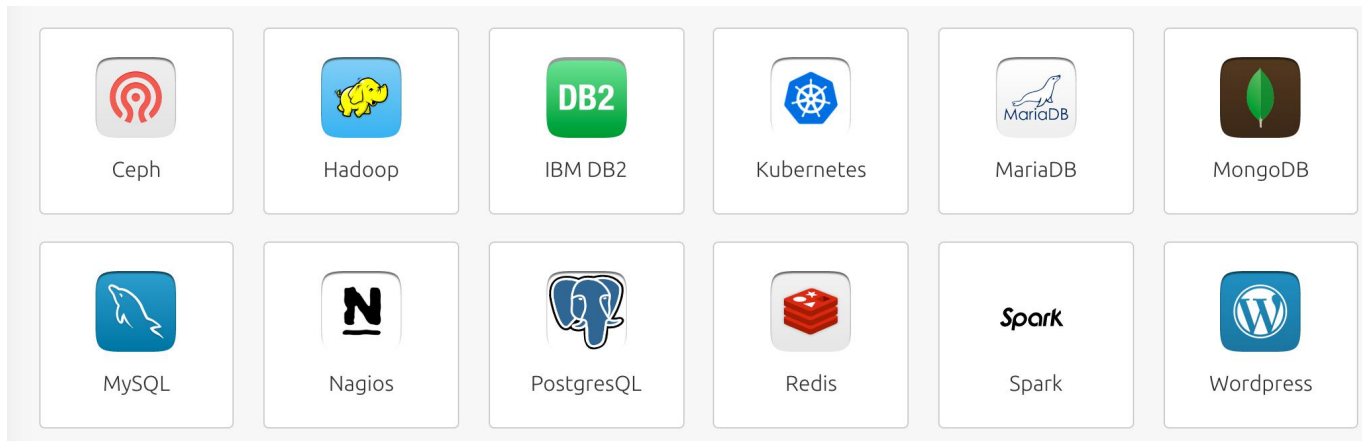 DB2
MariaDB
Ceph
Hadoop
IBM DB2
Kubernetes
MariaDB
MongoDB
N
Spark
MySQL
Nagios
PostgresQL
Redis
Spark
Wordpress